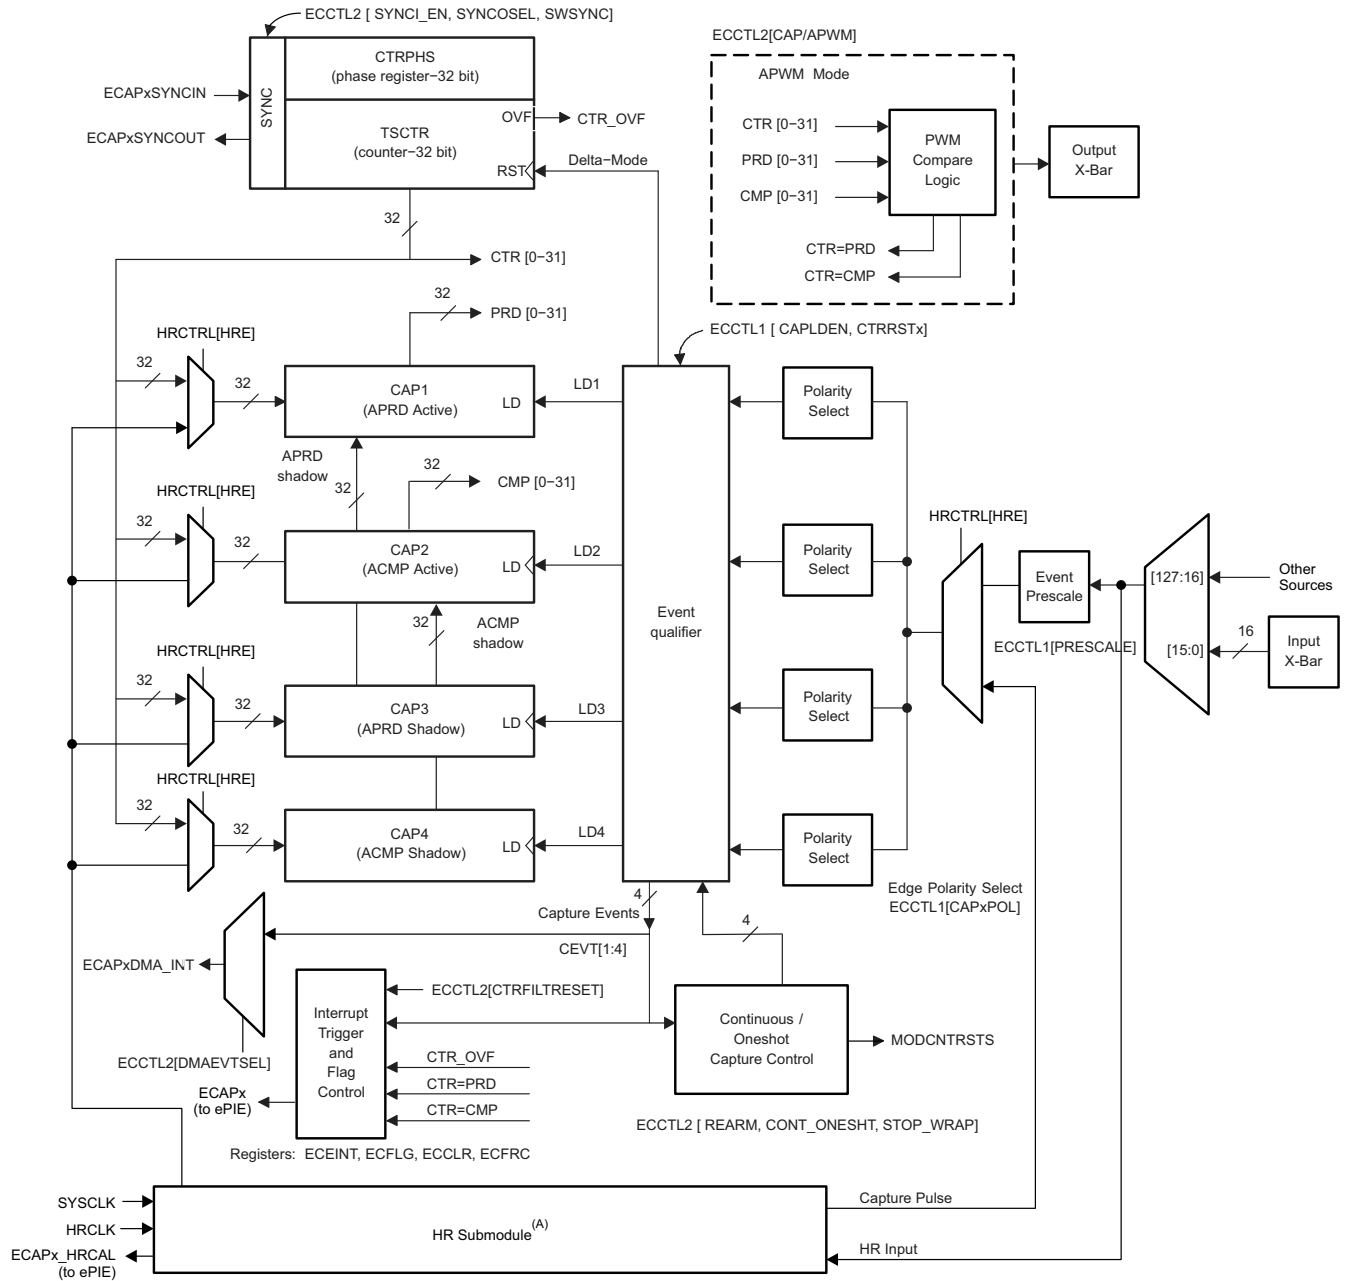 ECCTL2 [ SYNCI_EN, SYNCOSEL, SWSYNC]
CTRPHS
(phase register−32 bit)
SYNC
ECAPxSYNCIN
ECAPxSYNCOUT
TSCTR
(counter−32 bit)
OVF
CTR_OVF
RST
Delta−Mode
ECCTL2[CAP/APWM]
APWM Mode
CTR [0−31]
PRD [0−31]
CMP [0−31]
PWM
Compare
Logic
Output
X-Bar
CTR=PRD
CTR=CMP
32
CTR [0−31]
32
PRD [0−31]
ECCTL1 [ CAPLDEN, CTRRSTx]
HRCTRL[HRE]
32
32
CAP1
(APRD Active)
LD
LD1
Polarity
Select
APRD
shadow
32
32
CMP [0−31]
HRCTRL[HRE]
32
32
CAP2
(ACMP Active)
LD
LD2
Polarity
Select
HRCTRL[HRE]
Event
Prescale
ECCTL1[PRESCALE]
[127:16]
Other
Sources
[15:0]
16
Input
X-Bar
Event
qualifier
32
ACMP
shadow
HRCTRL[HRE]
32
32
CAP3
(APRD Shadow)
LD
LD3
Polarity
Select
HRCTRL[HRE]
32
32
CAP4
(ACMP Shadow)
LD
LD4
Polarity
Select
Edge Polarity Select
ECCTL1[CAPxPOL]
4
Capture Events
CEVT[1:4]
4
ECAPxDMA_INT
ECCTL2[DMAEVTSEL]
Interrupt
Trigger
and
Flag
Control
ECCTL2[CTRFILTRESET]
CTR_OVF
CTR=PRD
CTR=CMP
ECAPx
(to ePIE)
Continuous /
Oneshot
Capture Control
MODCNTRSTS
ECCTL2 [ REARM, CONT_ONESHT, STOP_WRAP]
Registers: ECEINT, ECFLG, ECCLR, ECFRC
SYSCLK
HRCLK
ECAPx_HRCAL
(to ePIE)
HR Submodule(A)
Capture Pulse
HR Input